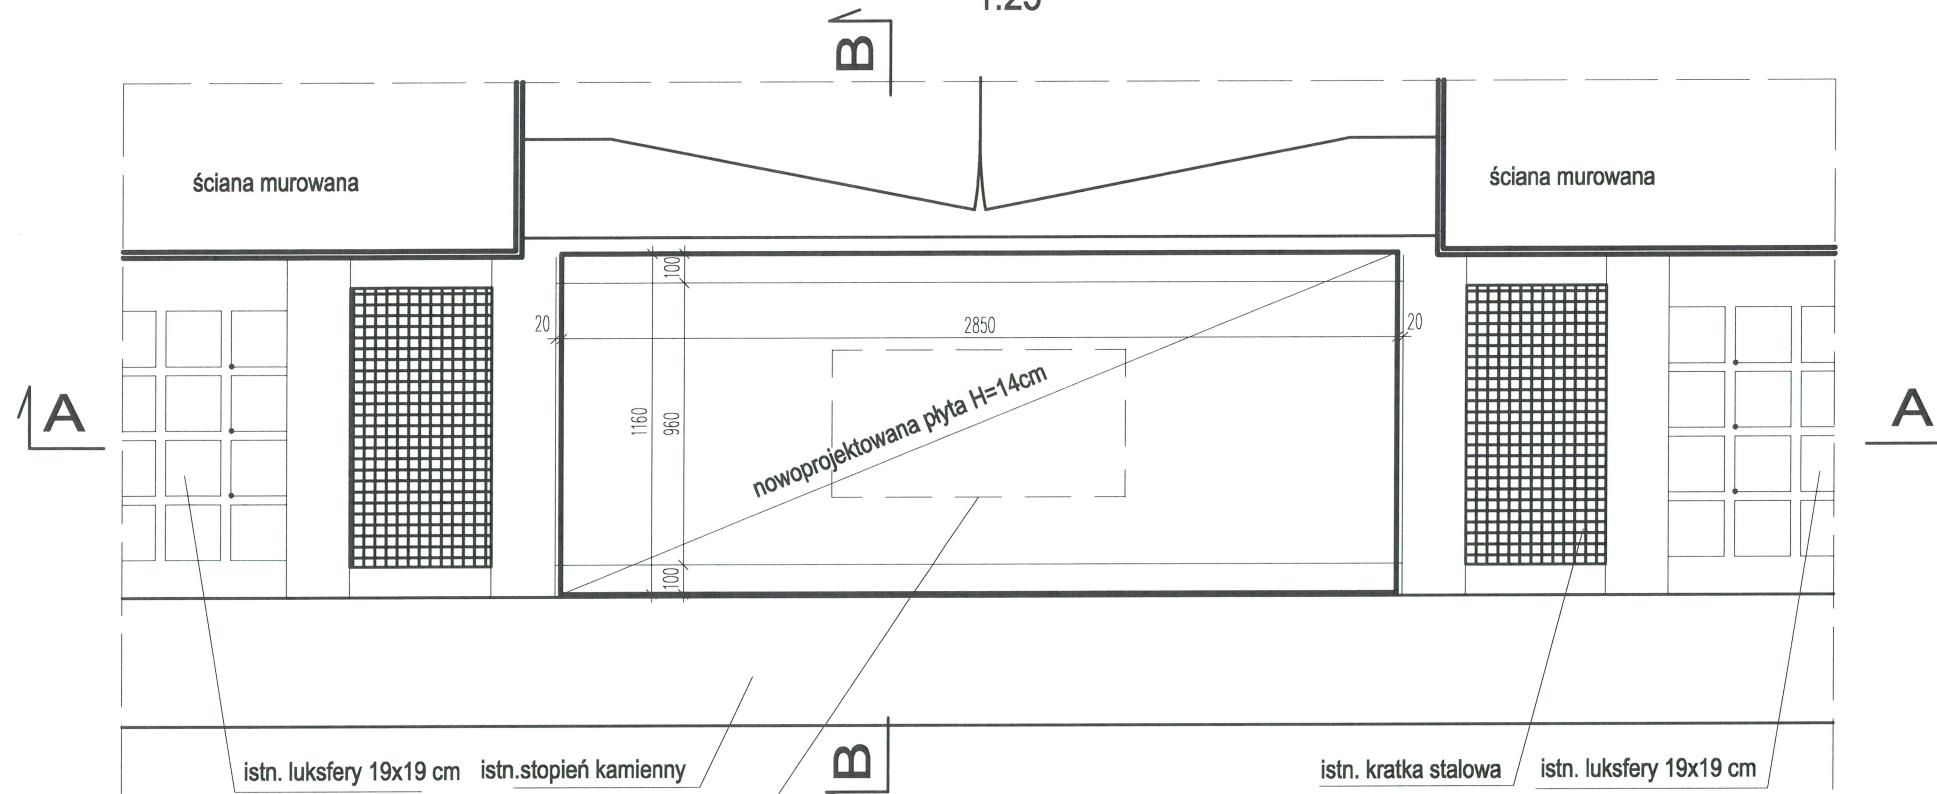 B
ściana murowana
ściana murowana
100
20
2850
20
1160
960
nowoprojektowana płyta H=14cm
A
A
100
istn. luksfery 19x19 cm
istn.stopień kamienny
B
istn. kratka stalowa
istn. luksfery 19x19 cm